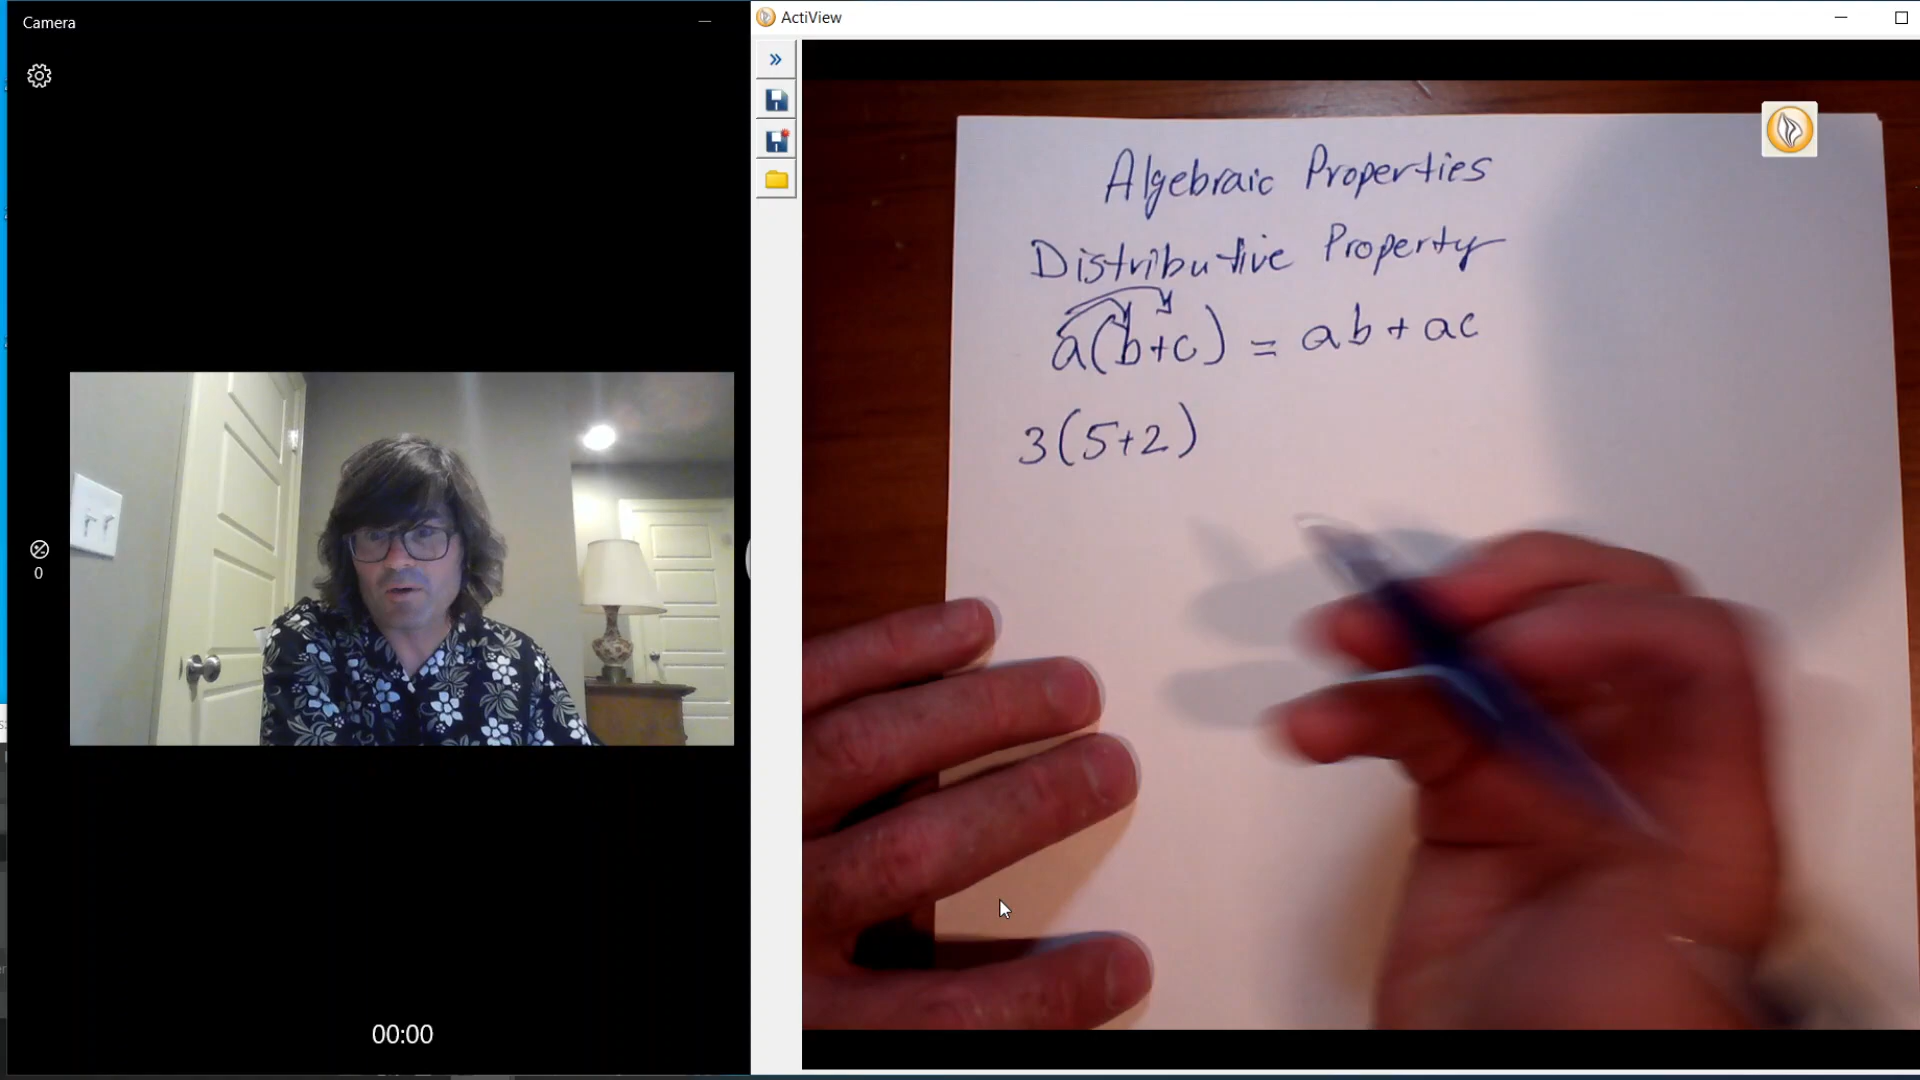 Camera
ActiView
0
00:00
Algebraic Properties
Distributive Property
a(b+c) = ab + ac
3(5+2)